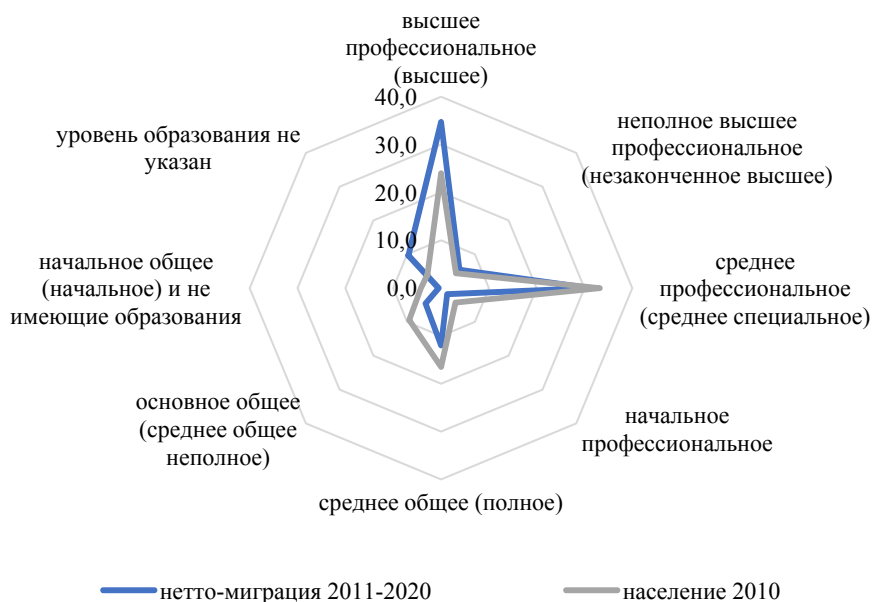 высшее
профессиональное
(высшее)
40,0
неполное высшее
профессиональное
(незаконченное высшее)
уровень образования не
указан
30,0
20,0
10,0
0,0
начальное общее
(начальное) и не
имеющие образования
среднее
профессиональное
(среднее специальное)
основное общее
(среднее общее
неполное)
начальное
профессиональное
среднее общее (полное)
нетто-миграция 2011-2020
население 2010